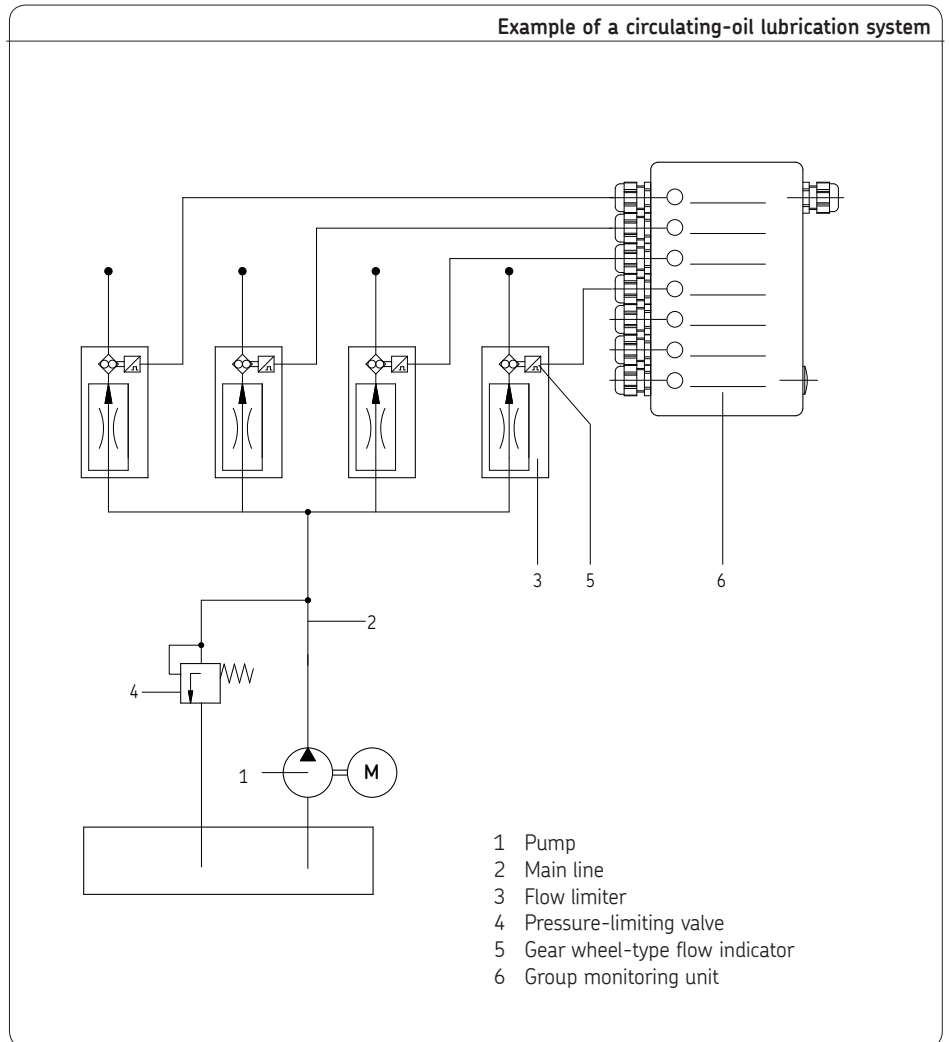 Example of a circulating-oil lubrication system
3
5
6
2
4
1
M
1 Pump
2 Main line
3 Flow limiter
4 Pressure-limiting valve
5 Gear wheel-type flow indicator
6 Group monitoring unit